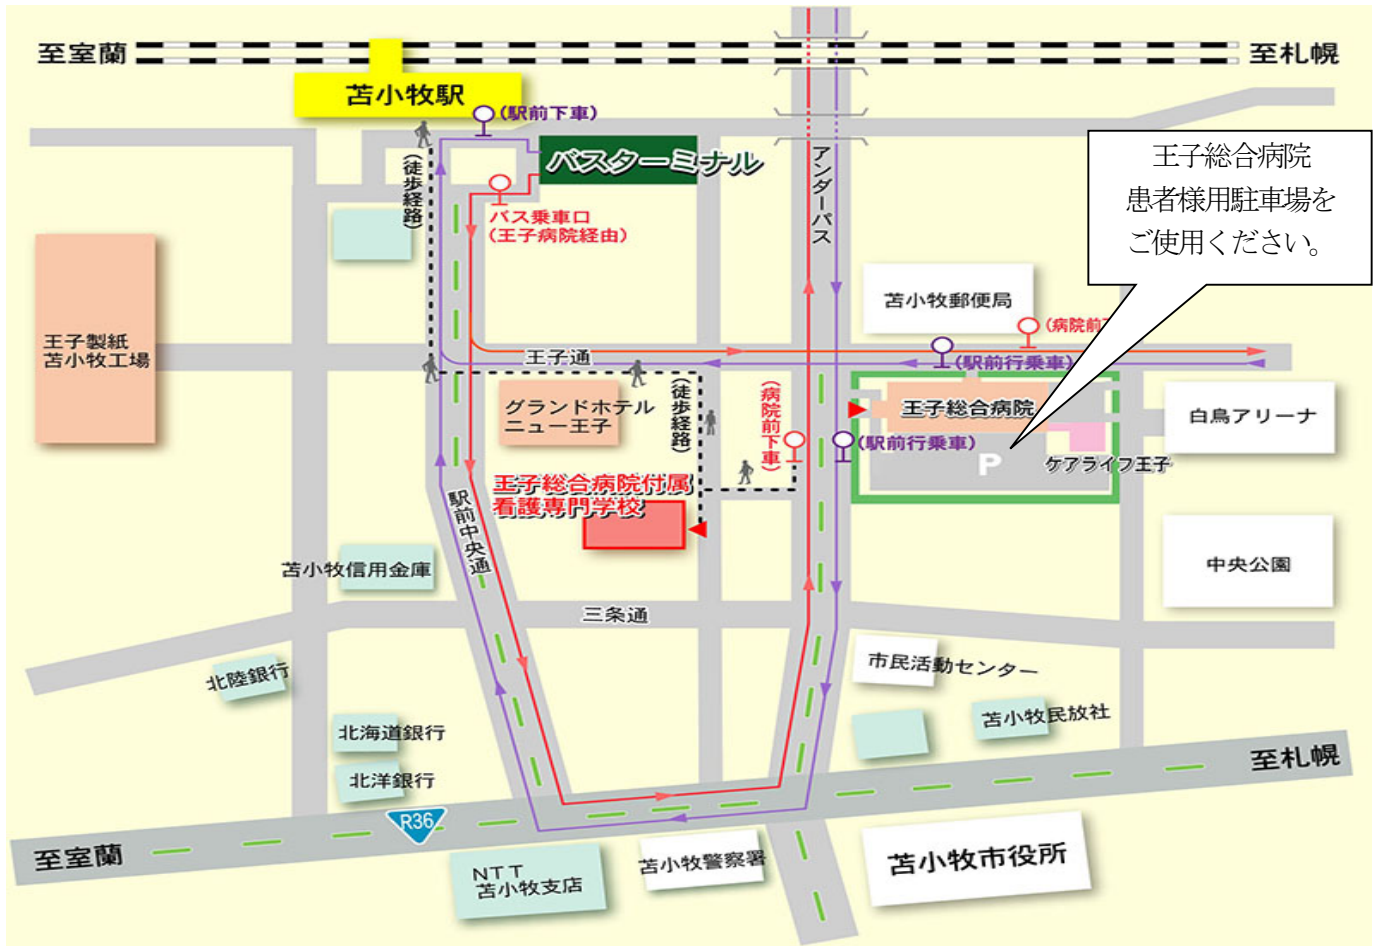 至室蘭
至札幌
苫小牧駅
(駅前下車)
バスターミナル
(徒歩経路)
バス乗車口
(王子病院経由)
アンダーパス
王子総合病院
患者様用駐車場を
ご使用ください。
苫小牧郵便局
王子製紙
苫小牧工場
王子通
(病院前
(駅前行乗車)
グランドホテル
ニュー王子
(徒歩経路)
(病院前下車)
王子総合病院
(駅前行乗車)
P
ケアライフ王子
白鳥アリーナ
王子総合病院付属
看護専門学校
駅前中央通
苫小牧信用金庫
中央公園
三条通
北陸銀行
市民活動センター
苫小牧民放社
北海道銀行
北洋銀行
至札幌
R36
至室蘭
NTT
苫小牧支店
苫小牧警察署
苫小牧市役所